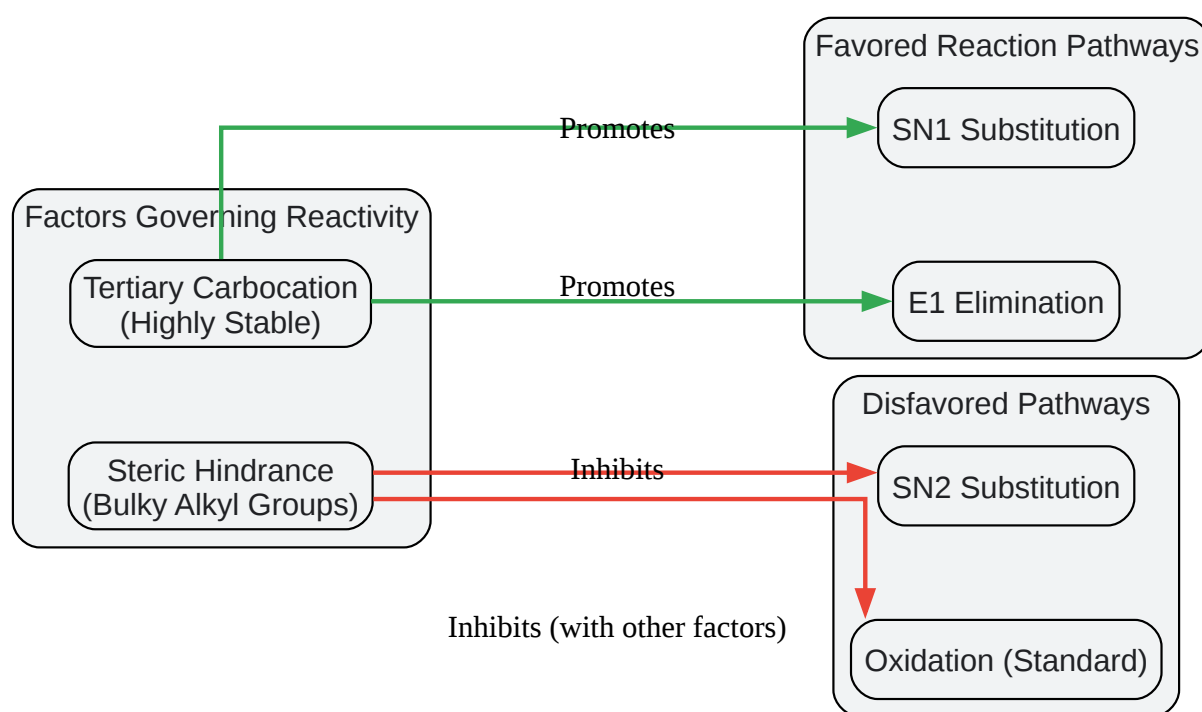 Favored Reaction Pathways
Promotes
SN1 Substitution
Factors Governing Reactivity
Tertiary Carbocation
(Highly Stable)
Promotes
E1 Elimination
Disfavored Pathways
Steric Hindrance
(Bulky Alkyl Groups)
Inhibits
SN2 Substitution
Inhibits (with other factors)
Oxidation (Standard)